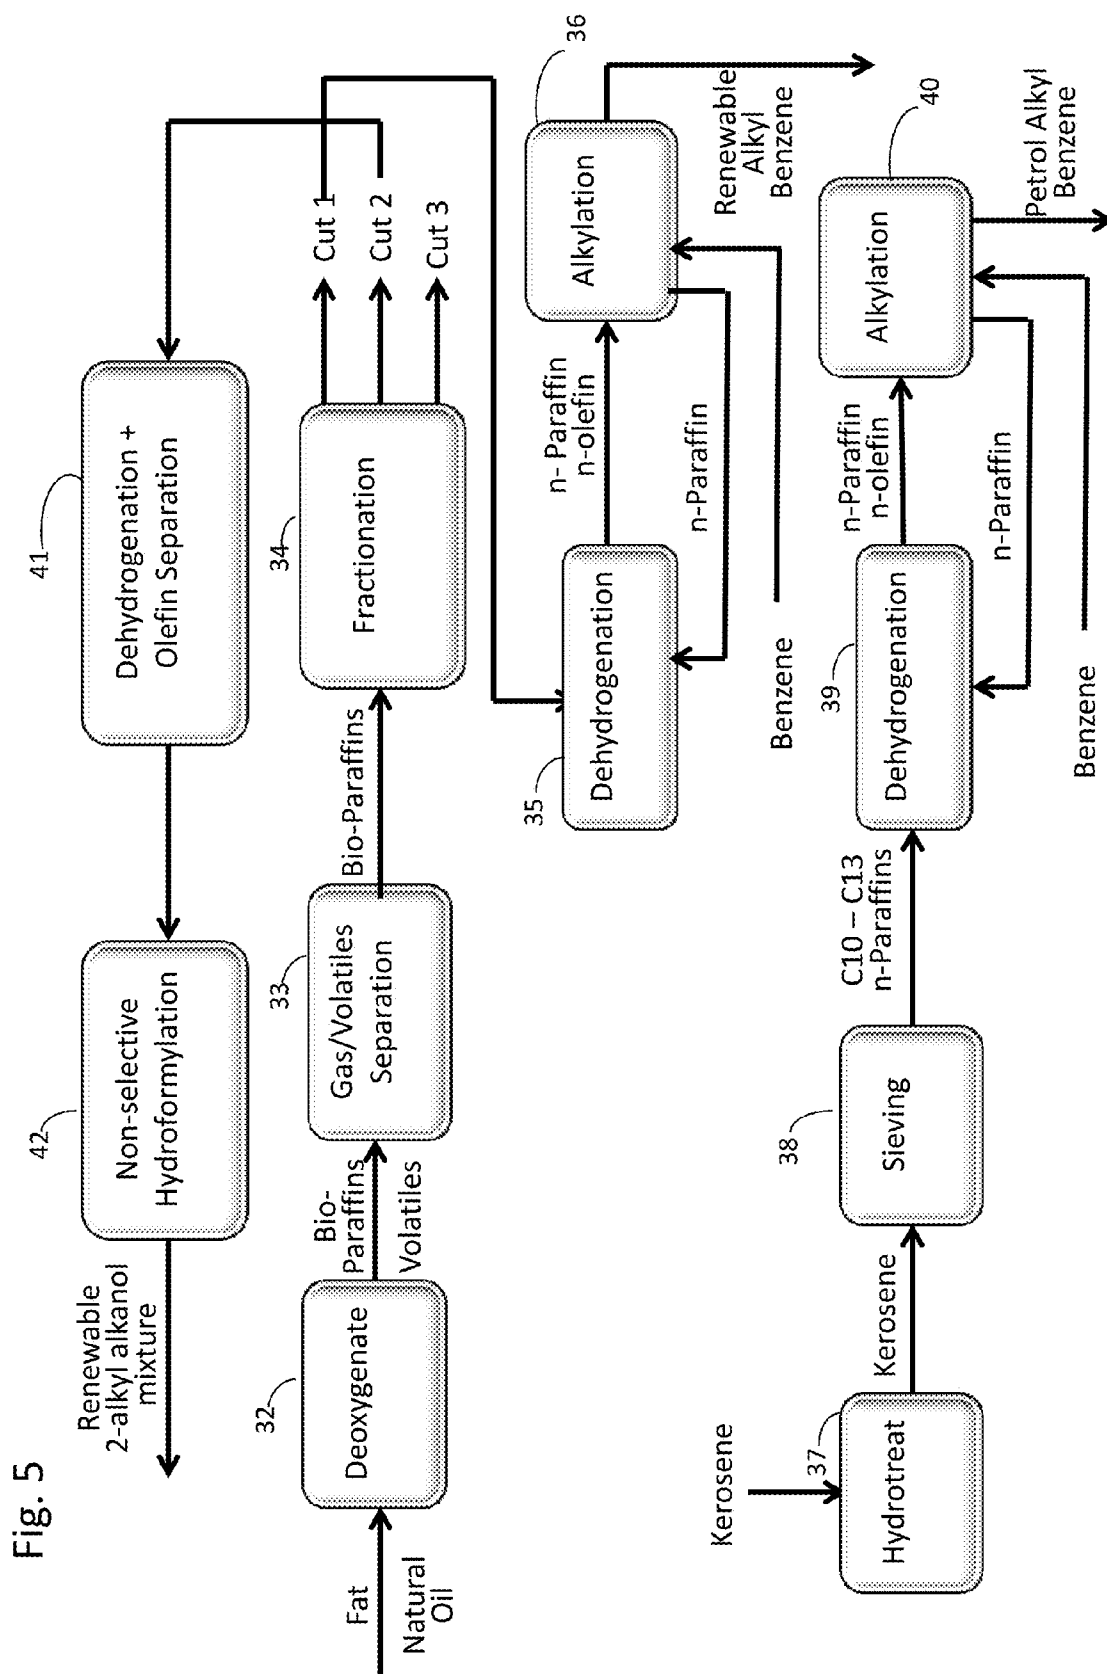 Fig. 5
Renewable
2-alkyl alkanol
mixture
42
Non-selective
Hydroformylation
41
Dehydrogenation +
Olefin Separation
Fat
Natural
Oil
32
Deoxygenate
Bio-
Paraffins
Volatiles
33
Gas/Volatiles
Separation
Bio-Paraffins
34
Fractionation
Cut 1
Cut 2
Cut 3
35
Dehydrogenation
n- Paraffin
n-olefin
n-Paraffin
Benzene
36
Alkylation
Renewable
Alkyl
Benzene
Kerosene
37
Hydrotreat
Kerosene
38
Sieving
C10 – C13
n-Paraffins
39
Dehydrogenation
n-Paraffin
n-olefin
n-Paraffin
Benzene
40
Alkylation
Petrol Alkyl
Benzene